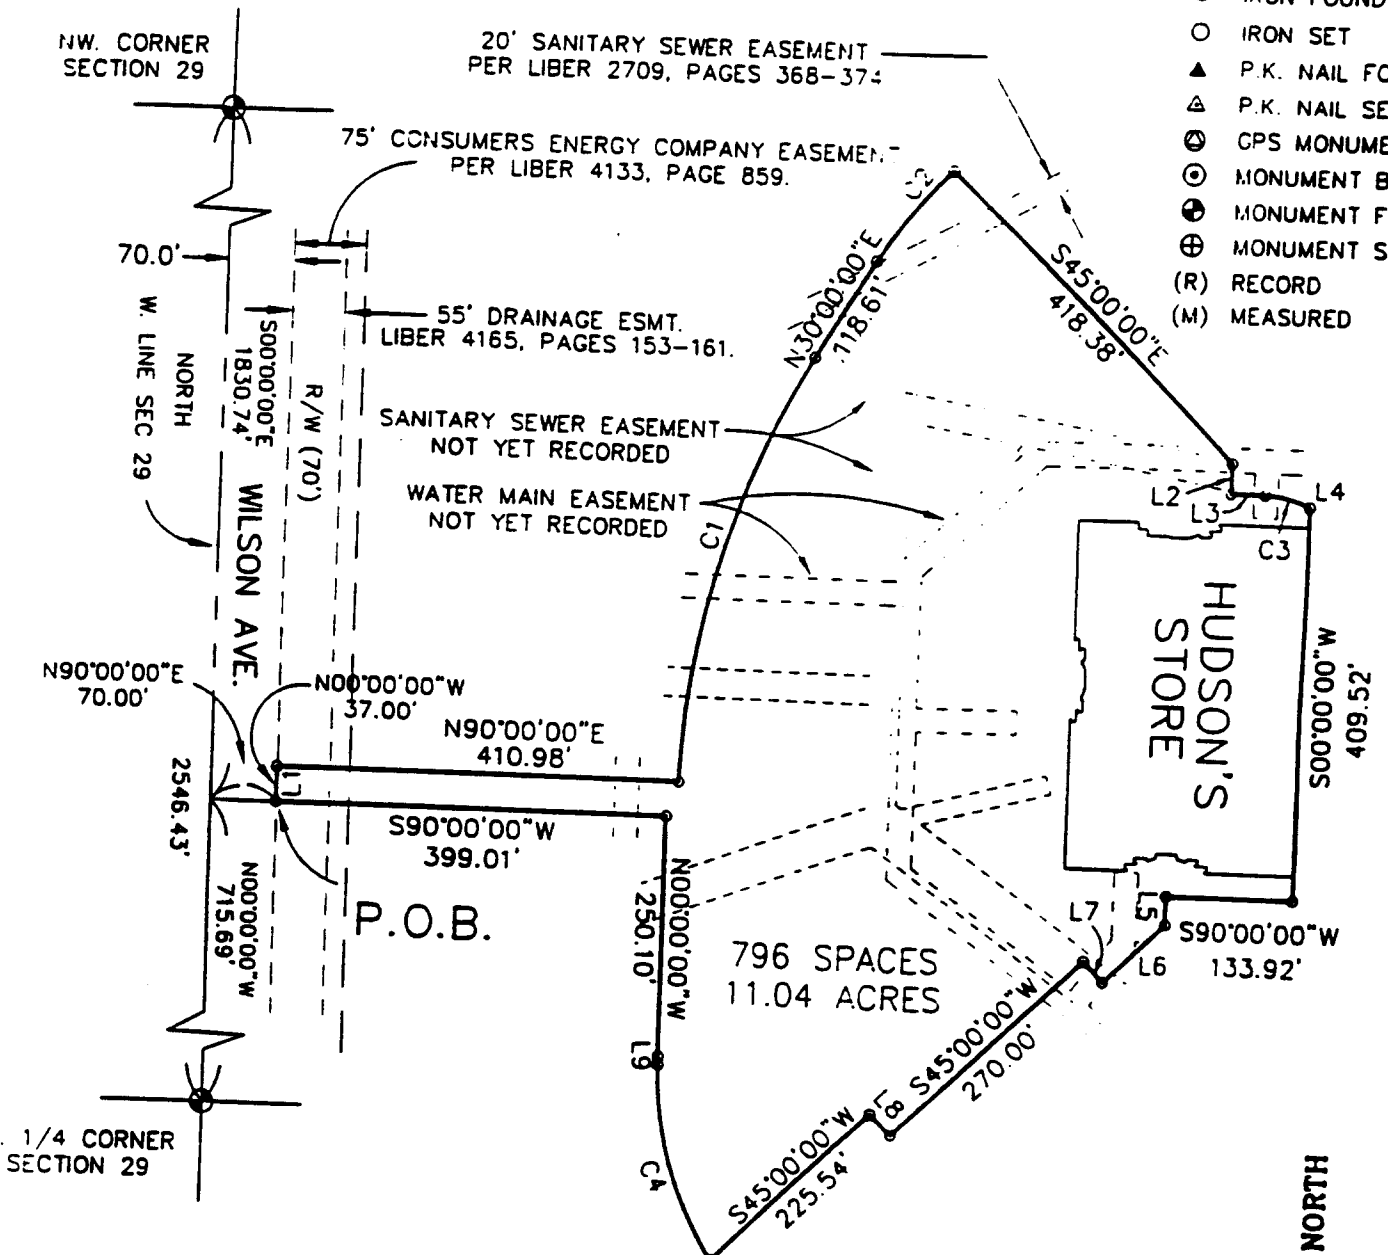 NW. CORNER
SECTION 29
20' SANITARY SEWER EASEMENT
PER LIBER 2709, PAGES 368-374
75' CONSUMERS ENERGY COMPANY EASEMENT
PER LIBER 4133, PAGE 859.
IRON FOUND
IRON SET
P.K. NAIL
P.K. NAIL
GPS
MONUMENT
MONUMENT
MONUMENT
(R) RECORD
(M) MEASURED
70.0'
55' DRAINAGE ESMT.
LIBER 4165, PAGES 153-161.
W. LINE SEC 29
NORTH
S00°00'00"E
1830.74'
WILSON AVE.
R/W (70')
SANITARY SEWER EASEMENT
NOT YET RECORDED
WATER MAIN EASEMENT
NOT YET RECORDED
C2
N30°00'00"E
118.61'
S45°00'00"E
418.38'
C1
L2
L3
L4
C3
HUDSON'S
STORE
S00°00'00"W
409.52'
N90°00'00"E
70.00'
N00°00'00"W
37.00'
N90°00'00"E
410.98'
L1
S90°00'00"W
399.01'
P.O.B.
2546.43'
N00°00'00"W
715.69'
N00°00'00"W
250.10'
796 SPACES
11.04 ACRES
L5
L7
L6
S90°00'00"W
133.92'
S45°00'00"W
270.00'
L9
L8
C4
S45°00'00"W
225.54'
1/4 CORNER
SECTION 29
NORTH